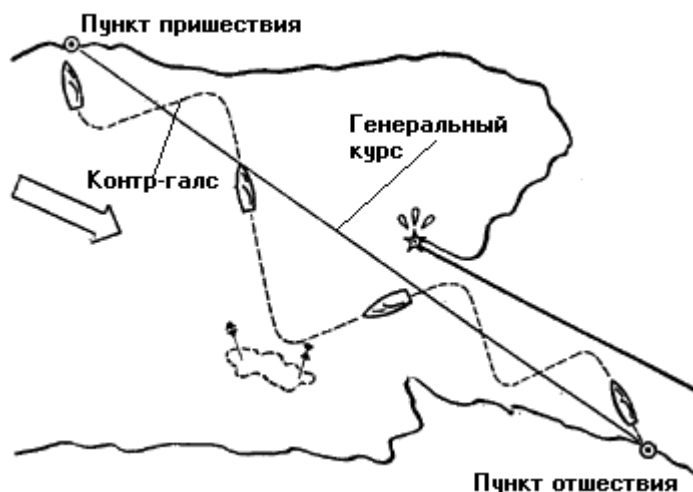 Пункт пришествия
Генеральный
курс
Контр-галс
Пункт отшествия